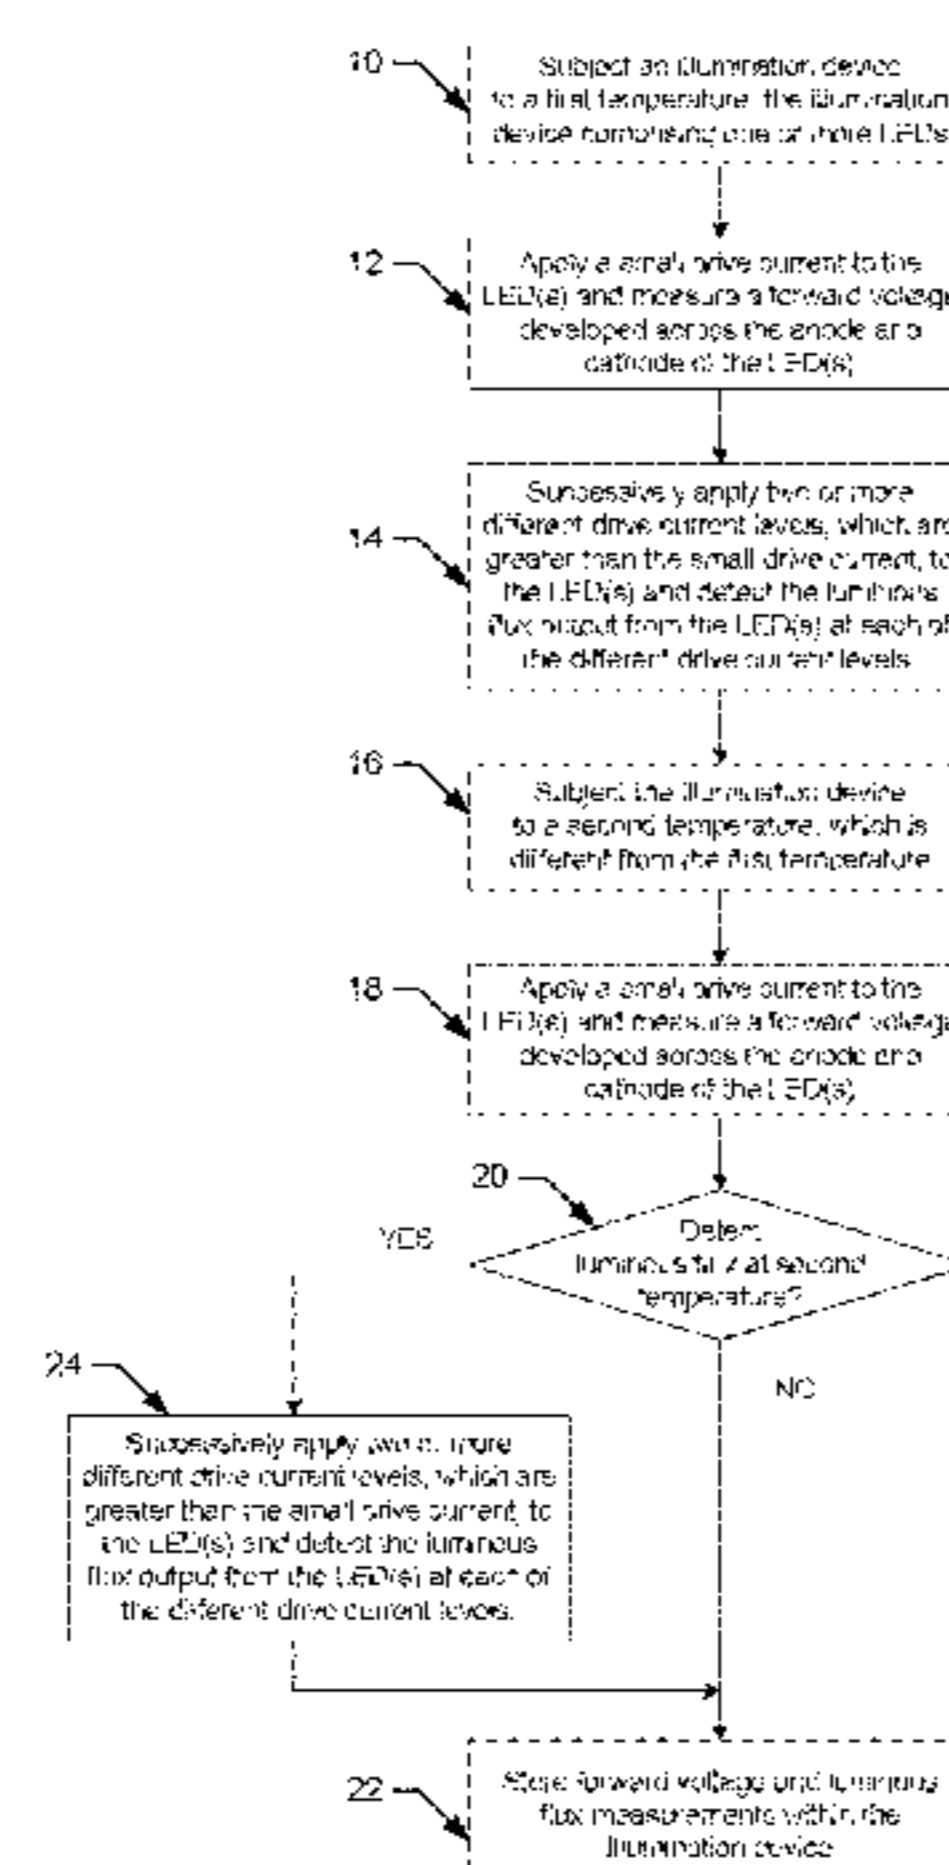 10
Subject an illumination device
to a first temperature, the illumination
device comprising one or more LEDs
12
Apply a small drive current to the
LED(s) and measure a forward voltage
developed across the anode and
cathode of the LED(s)
14
Successively apply two or more
different drive current levels, which are
greater than the small drive current, to
the LED(s) and detect the luminous
flux output from the LED(s) at each of
the different drive current levels
16
Subject the illumination device
to a second temperature, which is
different from the first temperature
18
Apply a small drive current to the
LED(s) and measure a forward voltage
developed across the anode and
cathode of the LED(s)
20
Detect
luminous flux at second
temperature?
YES
NO
24
Successively apply two or more
different drive current levels, which are
greater than the small drive current, to
the LED(s) and detect the luminous
flux output from the LED(s) at each of
the different drive current levels.
22
Store forward voltage and luminous
flux measurements within the
illumination device